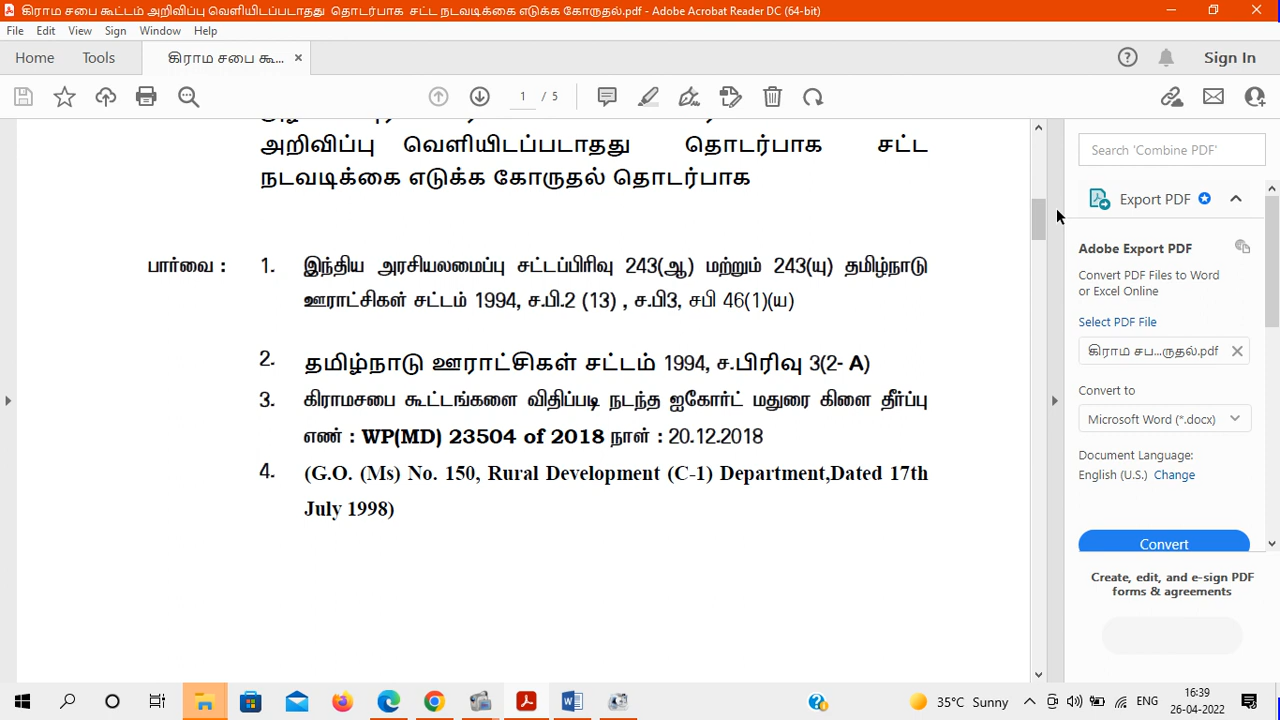 கிராம சபை கூட்டம் அறிவிப்பு வெளியிடப்படாதது தொடர்பாக சட்ட நடவடிக்கை எடுக்க கோருதல்.pdf - Adobe Acrobat Reader DC (64-bit)
File Edit View Sign Window Help
Home Tools கிராம சபை கூ... × Sign In
1 / 5
அறிவிப்பு வெளியிடப்படாதது தொடர்பாக சட்ட
நடவடிக்கை எடுக்க கோருதல் தொடர்பாக
பார்வை : 1. இந்திய அரசியலமைப்பு சட்டப்பிரிவு 243(ஆ) மற்றும் 243(யு) தமிழ்நாடு
ஊராட்சிகள் சட்டம் 1994, ச.பி.2 (13) , ச.பி3, சபி 46(1)(ய)
2. தமிழ்நாடு ஊராட்சிகள் சட்டம் 1994, ச.பிரிவு 3(2- A)
3. கிராமசபை கூட்டங்களை விதிப்படி நடந்த ஐகோர்ட் மதுரை கிளை தீர்ப்பு
எண் : WP(MD) 23504 of 2018 நாள் : 20.12.2018
4. (G.O. (Ms) No. 150, Rural Development (C-1) Department,Dated 17th
July 1998)
Search 'Combine PDF'
Export PDF
Adobe Export PDF
Convert PDF Files to Word
or Excel Online
Select PDF File
கிராம சப...ருதல்.pdf
Convert to
Microsoft Word (*.docx)
Document Language:
English (U.S.) Change
Convert
Create, edit, and e-sign PDF
forms & agreements
35°C Sunny ENG 16:39
26-04-2022